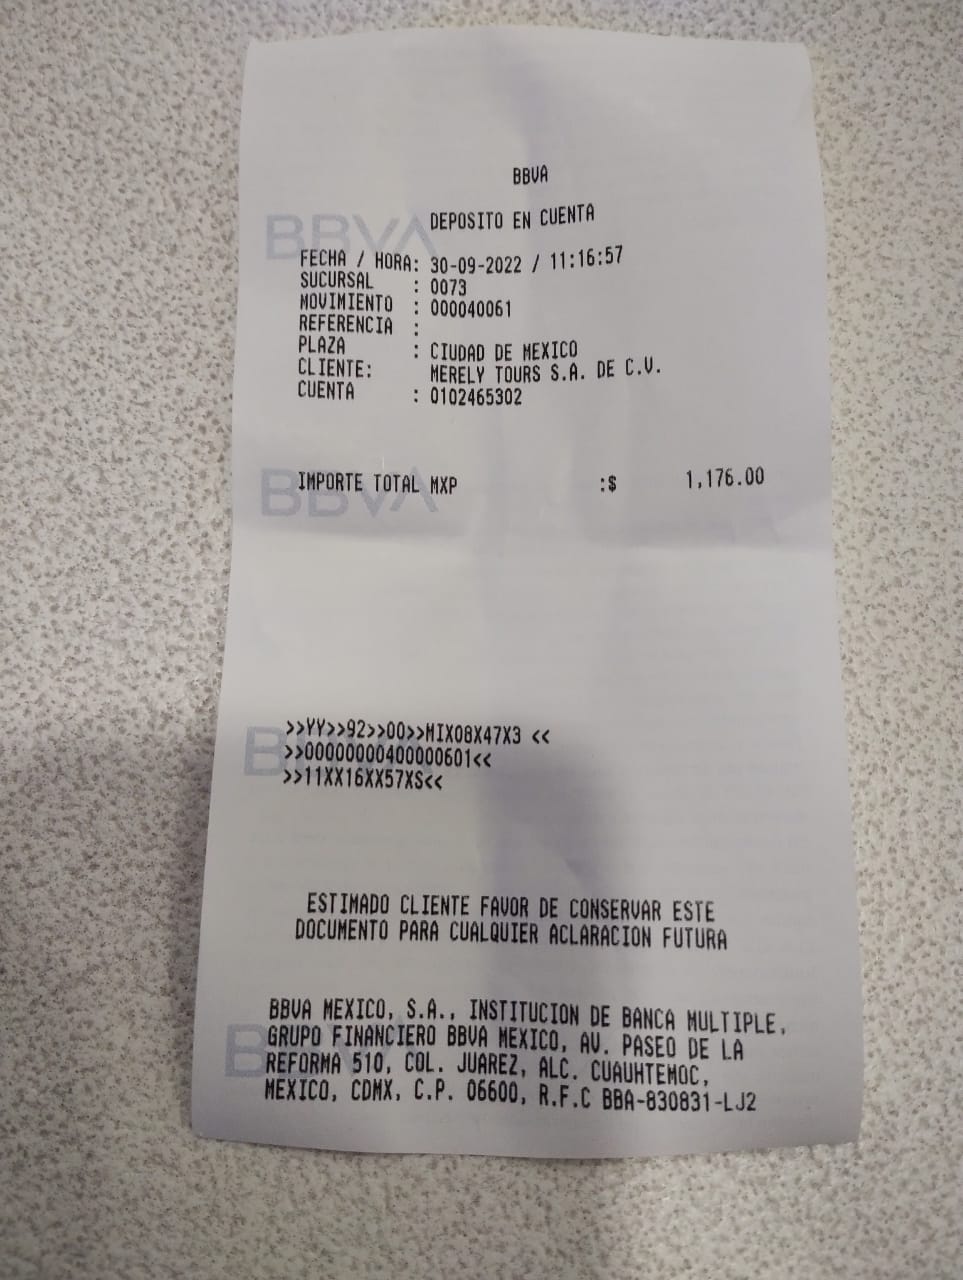 BBVA
DEPOSITO EN CUENTA
FECHA / HORA: 30-09-2022 / 11:16:57
SUCURSAL : 0073
MOVIMIENTO : 000040061
REFERENCIA :
PLAZA : CIUDAD DE MEXICO
CLIENTE: MERELY TOURS S.A. DE C.V.
CUENTA : 0102465302
IMPORTE TOTAL MXP :$ 1,176.00
>>YY>>92>>00>>MIX08X47X3 <<
>>00000000400000601<<
>>11XX16XX57XS<<
ESTIMADO CLIENTE FAVOR DE CONSERVAR ESTE
DOCUMENTO PARA CUALQUIER ACLARACION FUTURA
BBVA MEXICO, S.A., INSTITUCION DE BANCA MULTIPLE,
GRUPO FINANCIERO BBVA MEXICO, AV. PASEO DE LA
REFORMA 510, COL. JUAREZ, ALC. CUAUHTEMOC,
MEXICO, CDMX, C.P. 06600, R.F.C BBA-830831-LJ2
BBVA
BBVA